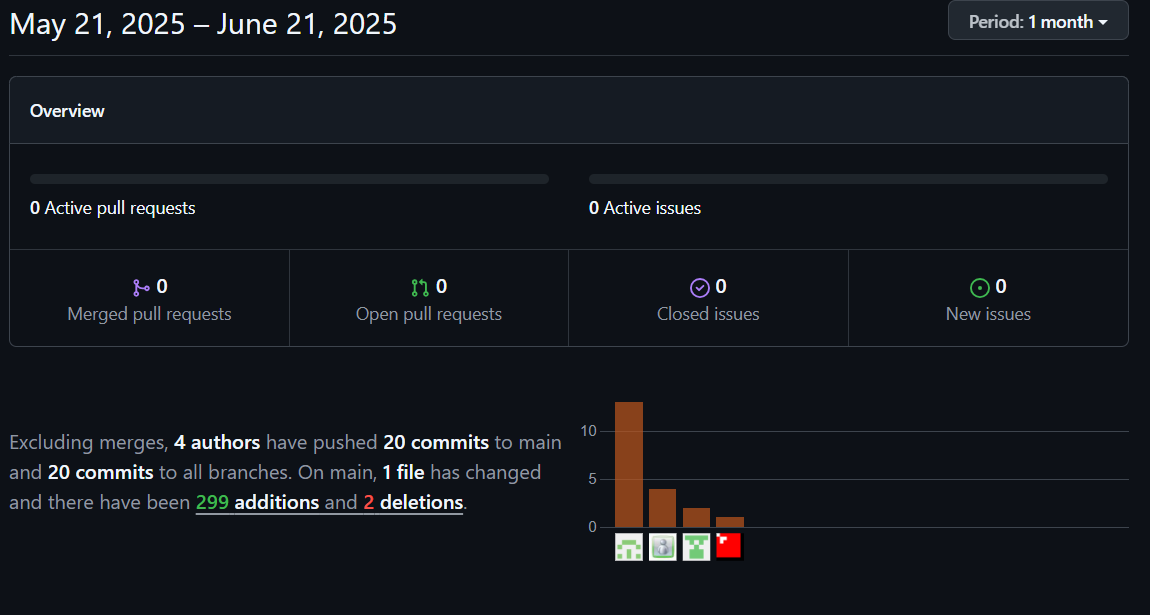 May 21, 2025 – June 21, 2025
Period: 1 month
Overview
0 Active pull requests
0 Active issues
0
Merged pull requests
0
Open pull requests
0
Closed issues
0
New issues
Excluding merges, 4 authors have pushed 20 commits to main
and 20 commits to all branches. On main, 1 file has changed
and there have been 299 additions and 2 deletions.
10
5
0